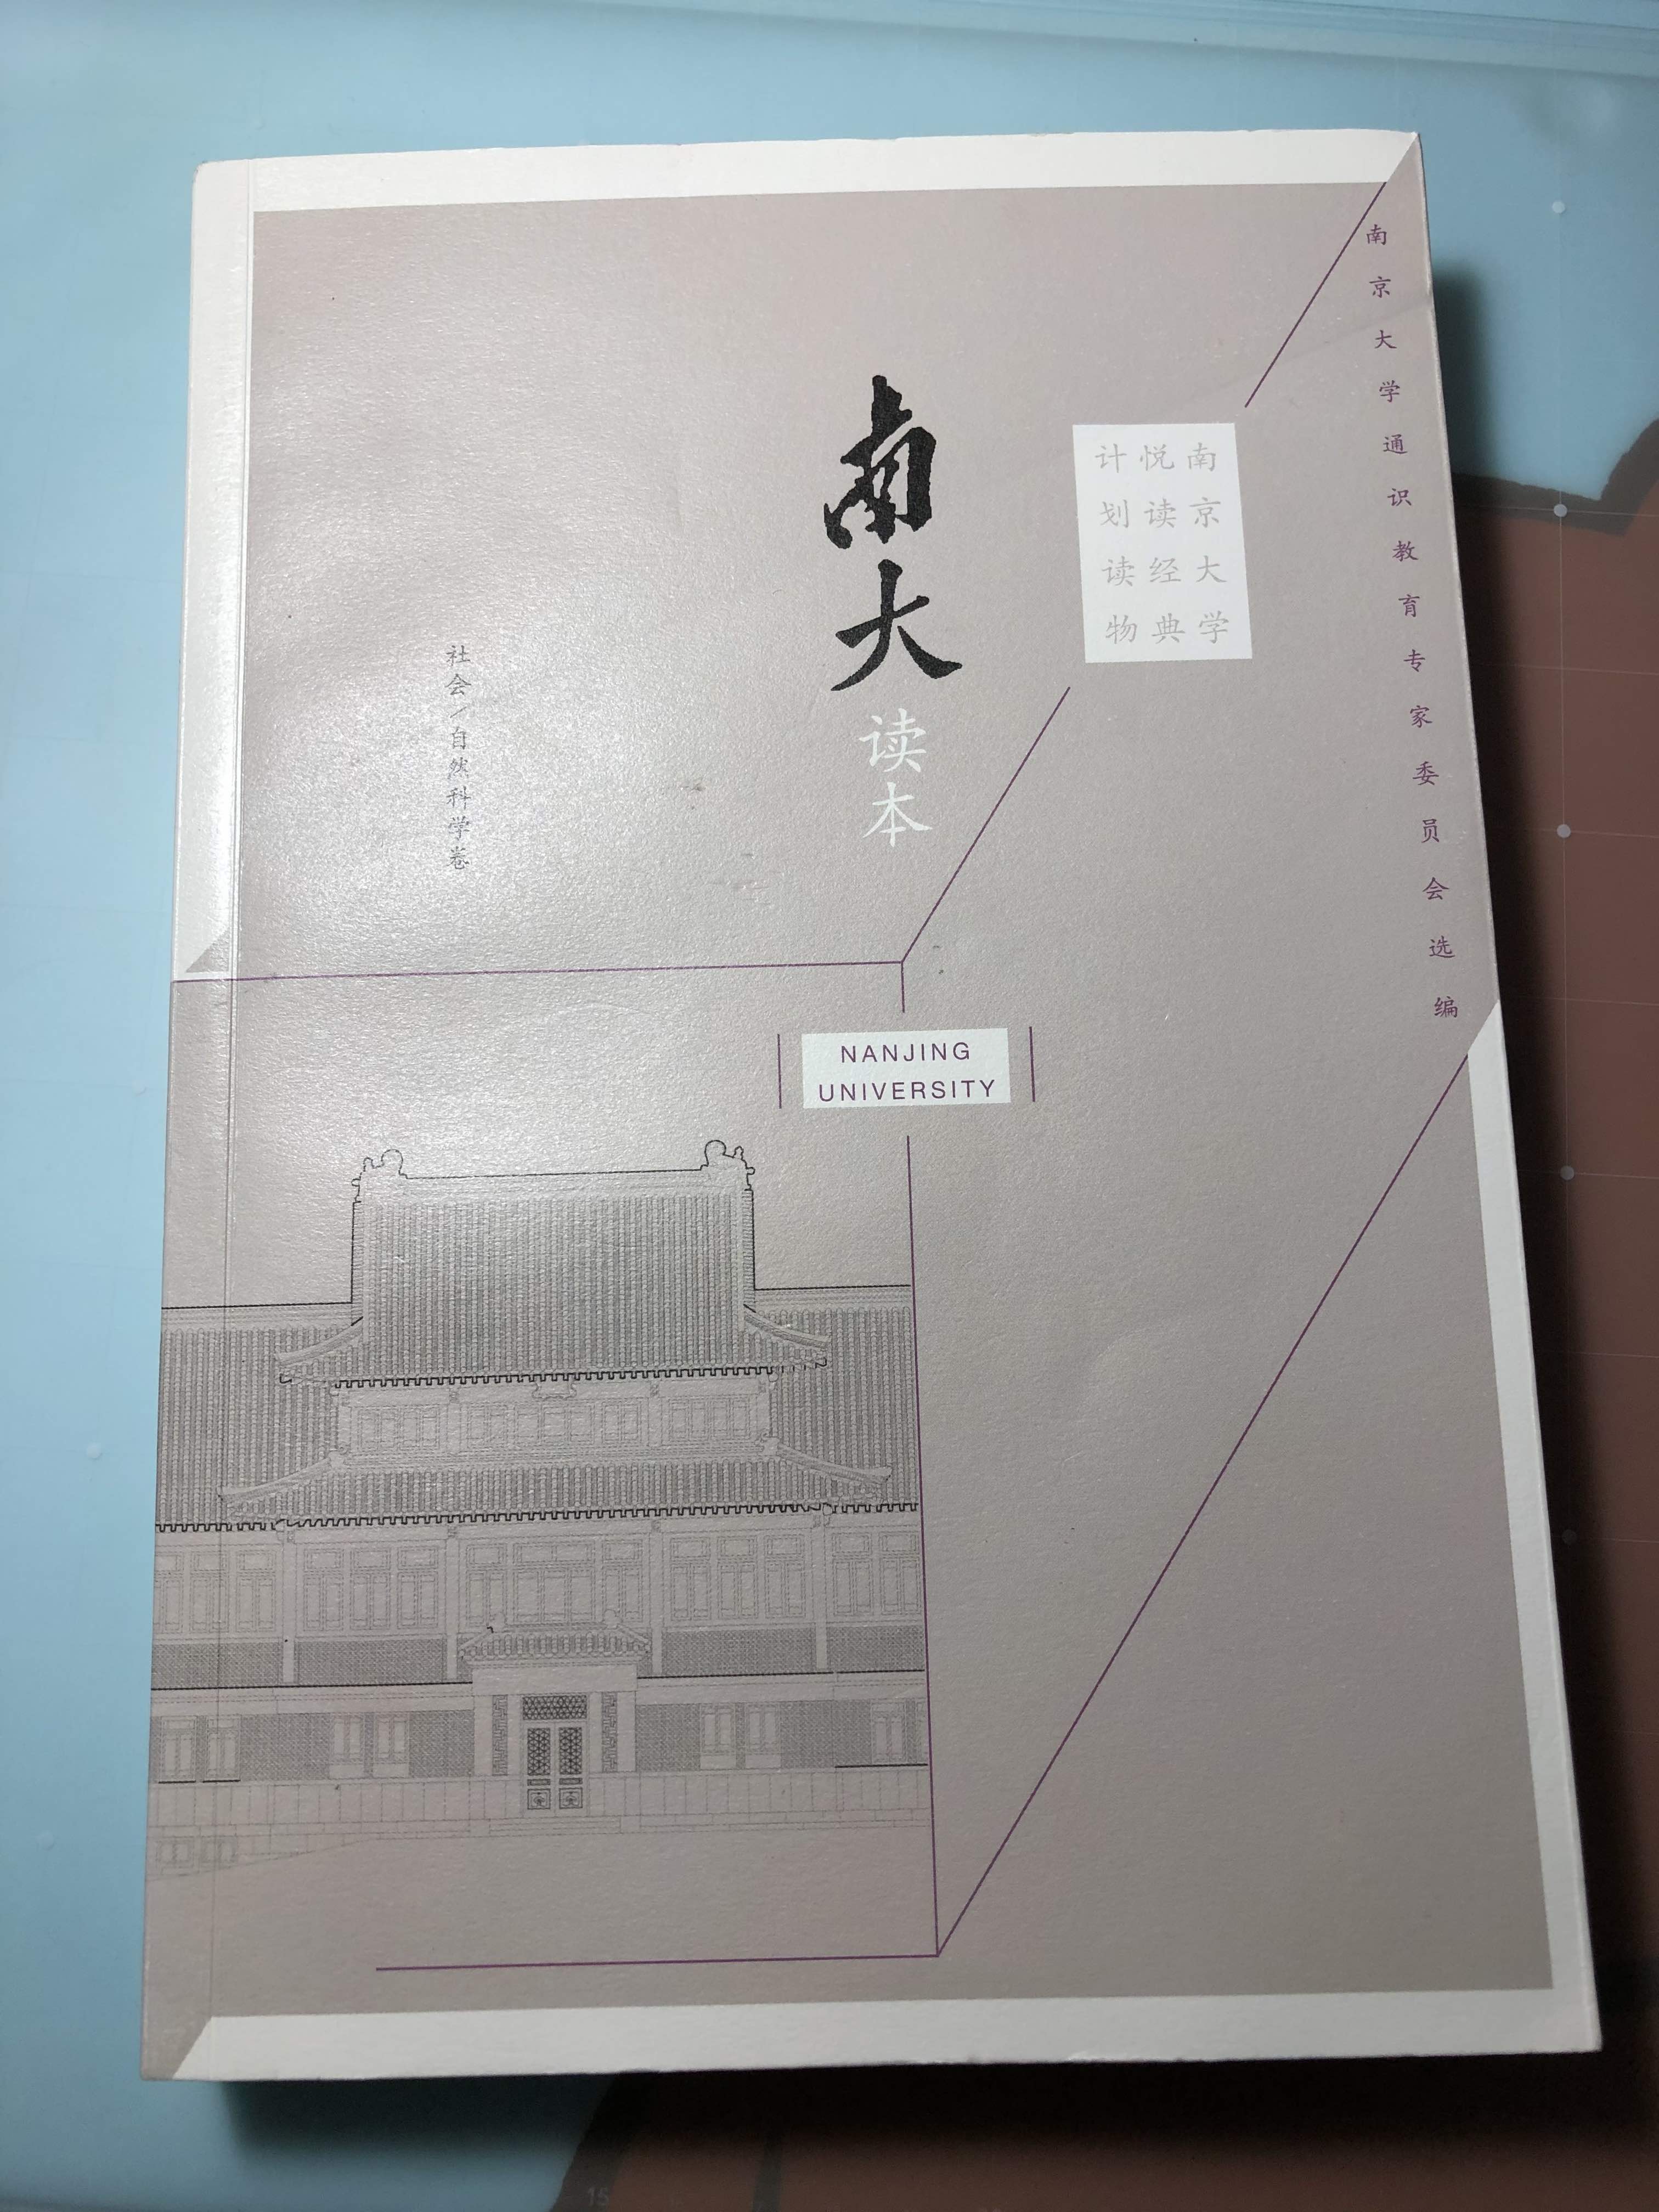 南京大学通识教育专家委员会选编
南京大学
悦读经典
计划读物
南大
读本
社会/自然科学卷
NANJING
UNIVERSITY
15